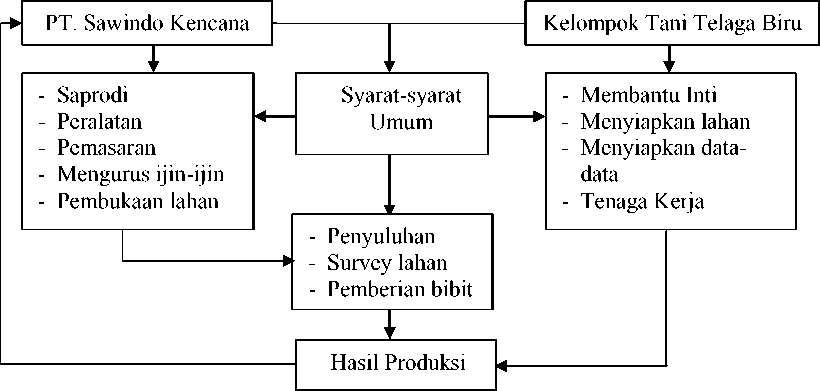 PT. Sawindo Kencana
Kelompok Tani Telaga Biru
- Saprodi
- Peralatan
- Pemasaran
- Mengurus ijin-ijin
- Pembukaan lahan
Syarat-syarat
Umum
- Membantu Inti
- Menyiapkan lahan
- Menyiapkan data-
data
- Tenaga Kerja
- Penyuluhan
- Survey lahan
- Pemberian bibit
Hasil Produksi